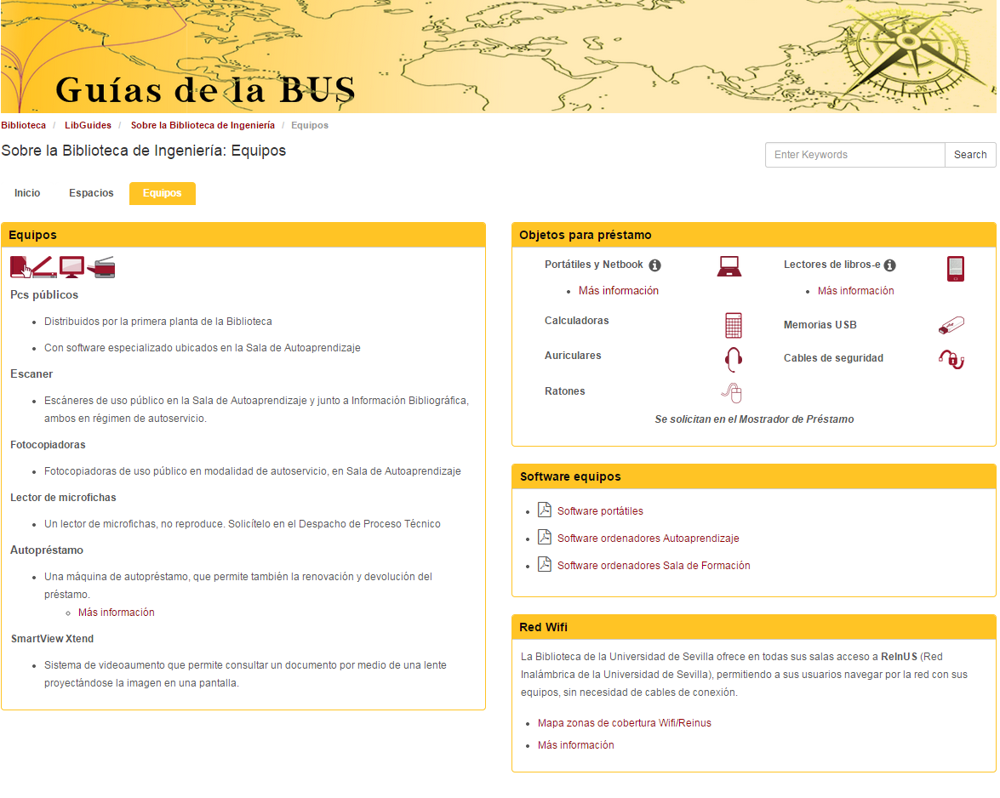 Guías de la BUS
Biblioteca / LibGuides / Sobre la Biblioteca de Ingeniería / Equipos
Sobre la Biblioteca de Ingeniería: Equipos
Enter Keywords Search
Inicio Espacios Equipos
Equipos
Pcs públicos
Distribuidos por la primera planta de la Biblioteca
Con software especializado ubicados en la Sala de Autoaprendizaje
Escaner
Escáneres de uso público en la Sala de Autoaprendizaje y junto a Información Bibliográfica,
ambos en régimen de autoservicio.
Fotocopiadoras
Fotocopiadoras de uso público en modalidad de autoservicio, en Sala de Autoaprendizaje
Lector de microfichas
Un lector de microfichas, no reproduce. Solicítelo en el Despacho de Proceso Técnico
Autopréstamo
Una máquina de autopréstamo, que permite también la renovación y devolución del
préstamo.
Más información
SmartView Xtend
Sistema de videoaumento que permite consultar un documento por medio de una lente
proyectándose la imagen en una pantalla.
Objetos para préstamo
Portátiles y Netbook
Más información
Lectores de libros-e
Más información
Calculadoras
Memorias USB
Auriculares
Cables de seguridad
Ratones
Se solicitan en el Mostrador de Préstamo
Software equipos
Software portátiles
Software ordenadores Autoaprendizaje
Software ordenadores Sala de Formación
Red Wifi
La Biblioteca de la Universidad de Sevilla ofrece en todas sus salas acceso a ReInUS (Red
Inalámbrica de la Universidad de Sevilla), permitiendo a sus usuarios navegar por la red con sus
equipos, sin necesidad de cables de conexión.
Mapa zonas de cobertura Wifi/Reinus
Más información